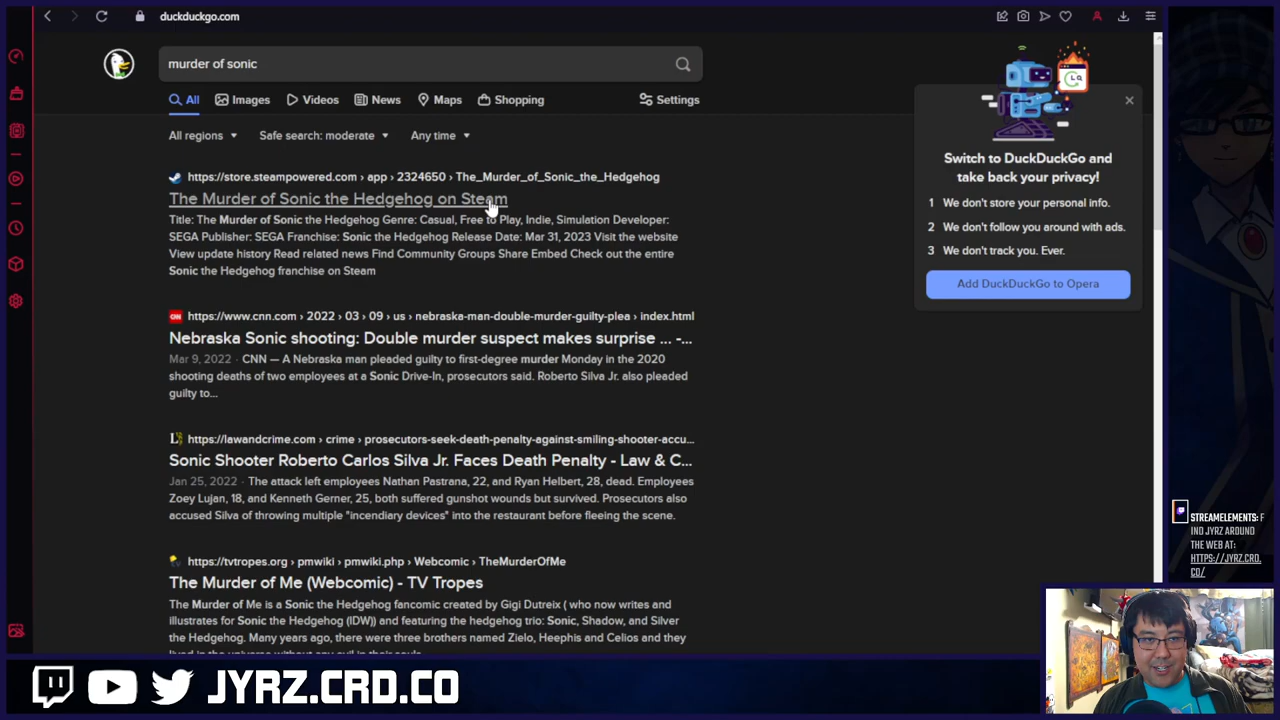 duckduckgo.com
murder of sonic
All Images Videos News Maps Shopping Settings
All regions Safe search: moderate Any time
https://store.steampowered.com › app › 2324650 › The_Murder_of_Sonic_the_Hedgehog
The Murder of Sonic the Hedgehog on Steam
Title: The Murder of Sonic the Hedgehog Genre: Casual, Free to Play, Indie, Simulation Developer:
SEGA Publisher: SEGA Franchise: Sonic the Hedgehog Release Date: Mar 31, 2023 Visit the website
View update history Read related news Find Community Groups Share Embed Check out the entire
Sonic the Hedgehog franchise on Steam
https://www.cnn.com › 2022 › 03 › 09 › us › nebraska-man-double-murder-guilty-plea › index.html
Nebraska Sonic shooting: Double murder suspect makes surprise ... -...
Mar 9, 2022 · CNN — A Nebraska man pleaded guilty to first-degree murder Monday in the 2020
shooting deaths of two employees at a Sonic Drive-In, prosecutors said. Roberto Silva Jr. also pleaded
guilty to...
https://lawandcrime.com › crime › prosecutors-seek-death-penalty-against-smiling-shooter-accu...
Sonic Shooter Roberto Carlos Silva Jr. Faces Death Penalty - Law & C...
Jan 25, 2022 · The attack left employees Nathan Pastrana, 22, and Ryan Helbert, 28, dead. Employees
Zoey Lujan, 18, and Kenneth Gerner, 25, both suffered gunshot wounds but survived. Prosecutors also
accused Silva of throwing multiple "incendiary devices" into the restaurant before fleeing the scene.
https://tvtropes.org › pmwiki › pmwiki.php › Webcomic › TheMurderOfMe
The Murder of Me (Webcomic) - TV Tropes
The Murder of Me is a Sonic the Hedgehog fancomic created by Gigi Dutreix ( who now writes and
illustrates for Sonic the Hedgehog (IDW)) and featuring the hedgehog trio: Sonic, Shadow, and Silver
the Hedgehog. Many years ago, there were three brothers named Zielo, Heephis and Celios and they
Switch to DuckDuckGo and
take back your privacy!
1 We don't store your personal info.
2 We don't follow you around with ads.
3 We don't track you. Ever.
Add DuckDuckGo to Opera
STREAMELEMENTS: F
IND JYRZ AROUND
THE WEB AT:
HTTPS://JYRZ.CRD.
CO/
JYRZ.CRD.CO